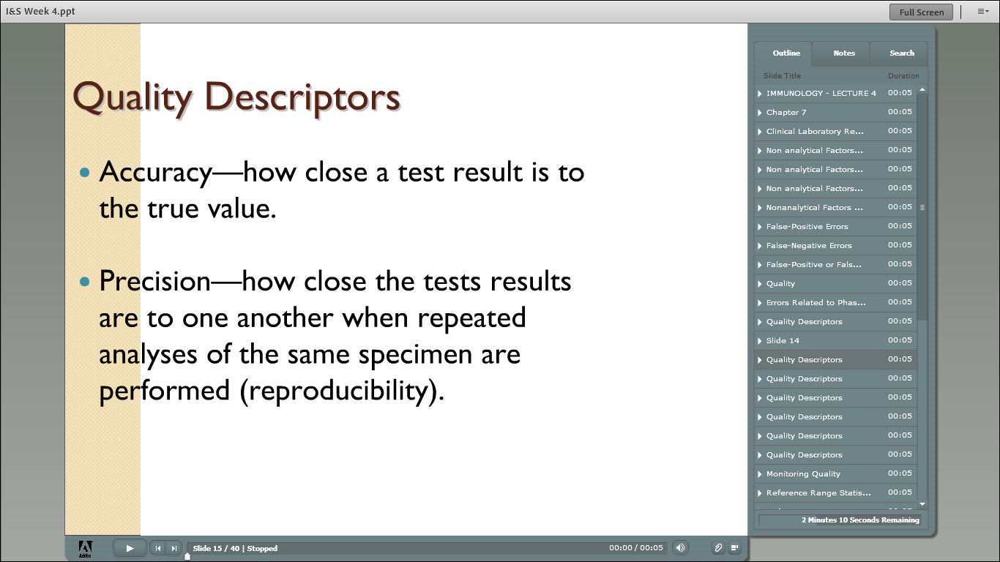 I&S Week 4.ppt
Full Screen
Quality Descriptors
Accuracy—how close a test result is to
the true value.
Precision—how close the tests results
are to one another when repeated
analyses of the same specimen are
performed (reproducibility).
Outline Notes Search
Slide Title Duration
IMMUNOLOGY - LECTURE 4 00:05
Chapter 7 00:05
Clinical Laboratory Re... 00:05
Non analytical Factors... 00:05
Non analytical Factors... 00:05
Non analytical Factors... 00:05
Nonanalytical Factors ... 00:05
False-Positive Errors 00:05
False-Negative Errors 00:05
False-Positive or Fals... 00:05
Quality 00:05
Errors Related to Phas... 00:05
Quality Descriptors 00:05
Slide 14 00:05
Quality Descriptors 00:05
Quality Descriptors 00:05
Quality Descriptors 00:05
Quality Descriptors 00:05
Quality Descriptors 00:05
Quality Descriptors 00:05
Monitoring Quality 00:05
Reference Range Statis... 00:05
2 Minutes 10 Seconds Remaining
Adobe
Slide 15 / 40 | Stopped 00:00 / 00:05